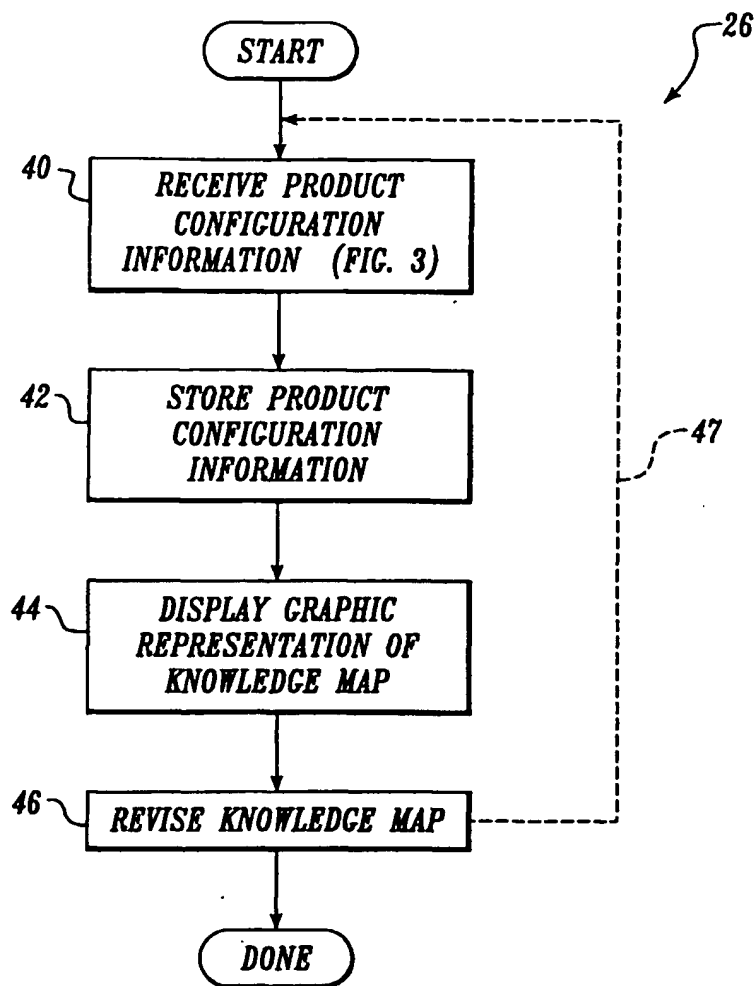 START
26
40
RECEIVE PRODUCT
CONFIGURATION
INFORMATION (FIG. 3)
42
STORE PRODUCT
CONFIGURATION
INFORMATION
47
44
DISPLAY GRAPHIC
REPRESENTATION OF
KNOWLEDGE MAP
46
REVISE KNOWLEDGE MAP
DONE